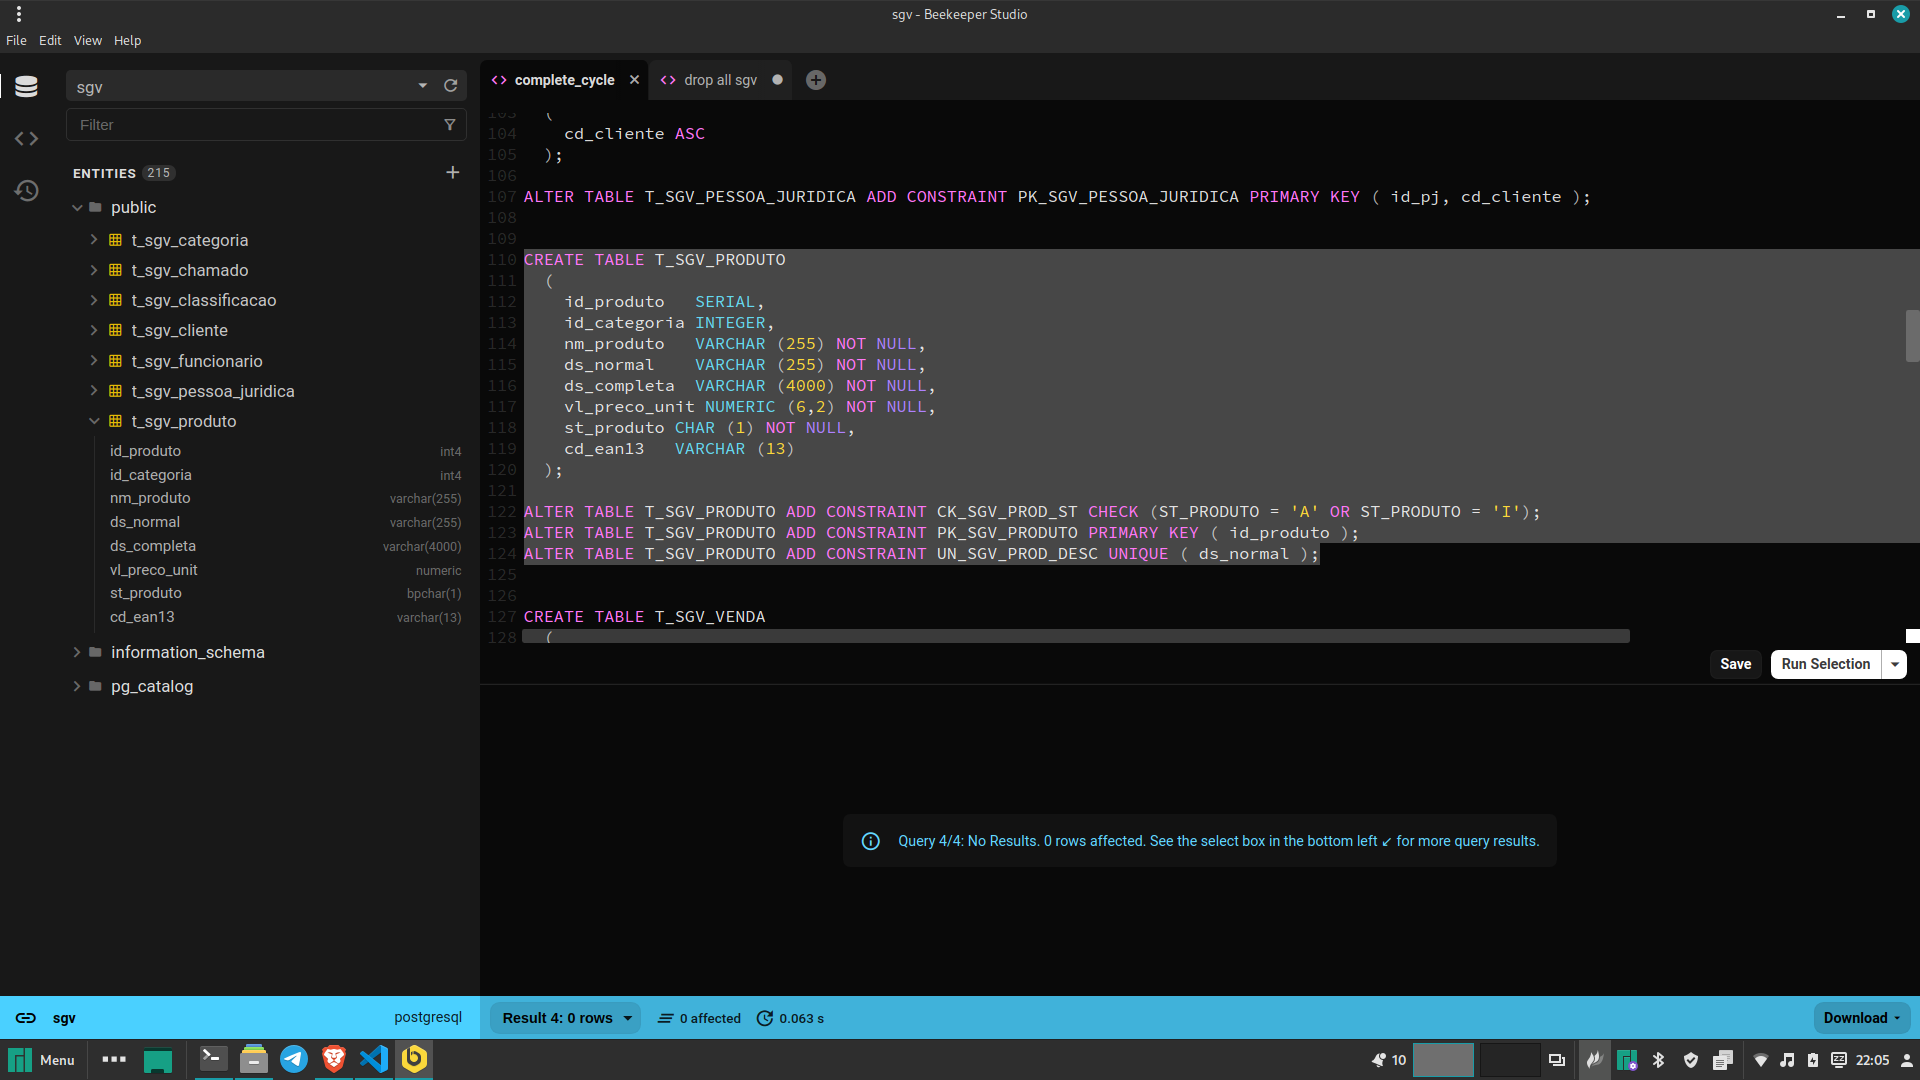 sgv - Beekeeper Studio
File Edit View Help
sgv
Filter
ENTITIES 215
public
t_sgv_categoria
t_sgv_chamado
t_sgv_classificacao
t_sgv_cliente
t_sgv_funcionario
t_sgv_pessoa_juridica
t_sgv_produto
id_produto int4
id_categoria int4
nm_produto varchar(255)
ds_normal varchar(255)
ds_completa varchar(4000)
vl_preco_unit numeric
st_produto bpchar(1)
cd_ean13 varchar(13)
information_schema
pg_catalog
complete_cycle drop all sgv
103 (
104 cd_cliente ASC
105 );
106
107 ALTER TABLE T_SGV_PESSOA_JURIDICA ADD CONSTRAINT PK_SGV_PESSOA_JURIDICA PRIMARY KEY ( id_pj, cd_cliente );
108
109
110 CREATE TABLE T_SGV_PRODUTO
111 (
112 id_produto SERIAL,
113 id_categoria INTEGER,
114 nm_produto VARCHAR (255) NOT NULL,
115 ds_normal VARCHAR (255) NOT NULL,
116 ds_completa VARCHAR (4000) NOT NULL,
117 vl_preco_unit NUMERIC (6,2) NOT NULL,
118 st_produto CHAR (1) NOT NULL,
119 cd_ean13 VARCHAR (13)
120 );
121
122 ALTER TABLE T_SGV_PRODUTO ADD CONSTRAINT CK_SGV_PROD_ST CHECK (ST_PRODUTO = 'A' OR ST_PRODUTO = 'I');
123 ALTER TABLE T_SGV_PRODUTO ADD CONSTRAINT PK_SGV_PRODUTO PRIMARY KEY ( id_produto );
124 ALTER TABLE T_SGV_PRODUTO ADD CONSTRAINT UN_SGV_PROD_DESC UNIQUE ( ds_normal );
125
126
127 CREATE TABLE T_SGV_VENDA
128 (
Save Run Selection
Query 4/4: No Results. 0 rows affected. See the select box in the bottom left ↙ for more query results.
sgv postgresql Result 4: 0 rows 0 affected 0.063 s Download
Menu 10 22:05